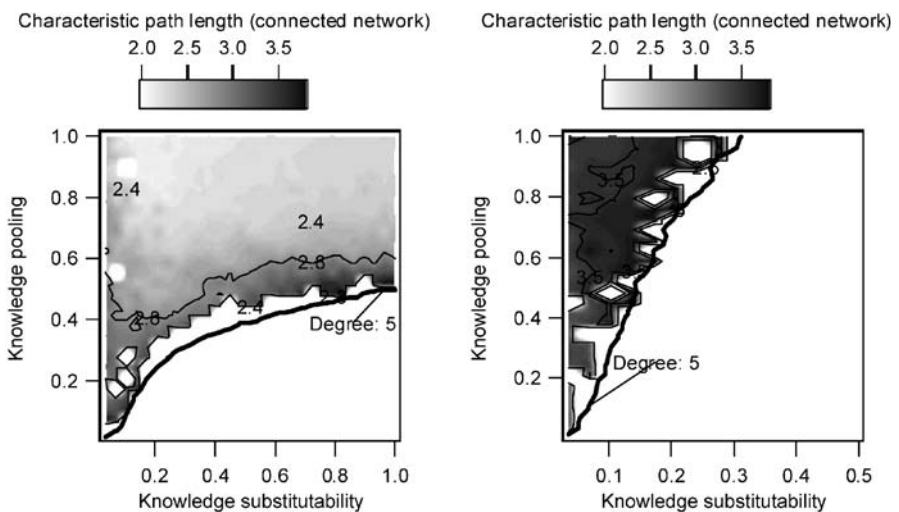 Characteristic path length (connected network)
2.0 2.5 3.0 3.5
Knowledge pooling
1.0
0.8
0.6
0.4
0.2
2.4
2.4
2.8
2.8
2.4
Degree: 5
0.2 0.4 0.6 0.8 1.0
Knowledge substitutability
Characteristic path length (connected network)
2.0 2.5 3.0 3.5
Knowledge pooling
1.0
0.8
0.6
0.4
0.2
3.5
3.5
Degree: 5
0.1 0.2 0.3 0.4 0.5
Knowledge substitutability